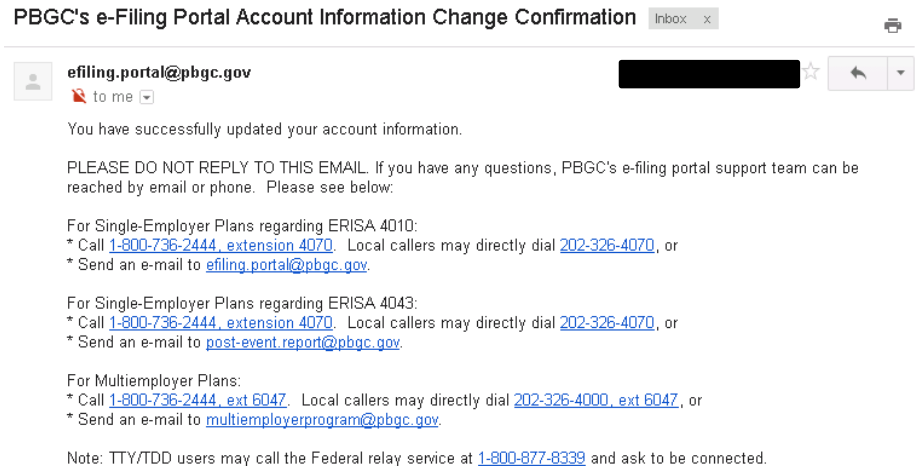 PBGC's e-Filing Portal Account Information Change Confirmation Inbox x
efiling.portal@pbgc.gov
to me
You have successfully updated your account information.
PLEASE DO NOT REPLY TO THIS EMAIL. If you have any questions, PBGC's e-filing portal support team can be
reached by email or phone.  Please see below:
For Single-Employer Plans regarding ERISA 4010:
* Call 1-800-736-2444, extension 4070.  Local callers may directly dial 202-326-4070, or
* Send an e-mail to efiling.portal@pbgc.gov.
For Single-Employer Plans regarding ERISA 4043:
* Call 1-800-736-2444, extension 4070.  Local callers may directly dial 202-326-4070, or
* Send an e-mail to post-event.report@pbgc.gov.
For Multiemployer Plans:
* Call 1-800-736-2444, ext 6047.  Local callers may directly dial 202-326-4000, ext 6047, or
* Send an e-mail to multiemployerprogram@pbgc.gov.
Note: TTY/TDD users may call the Federal relay service at 1-800-877-8339 and ask to be connected.